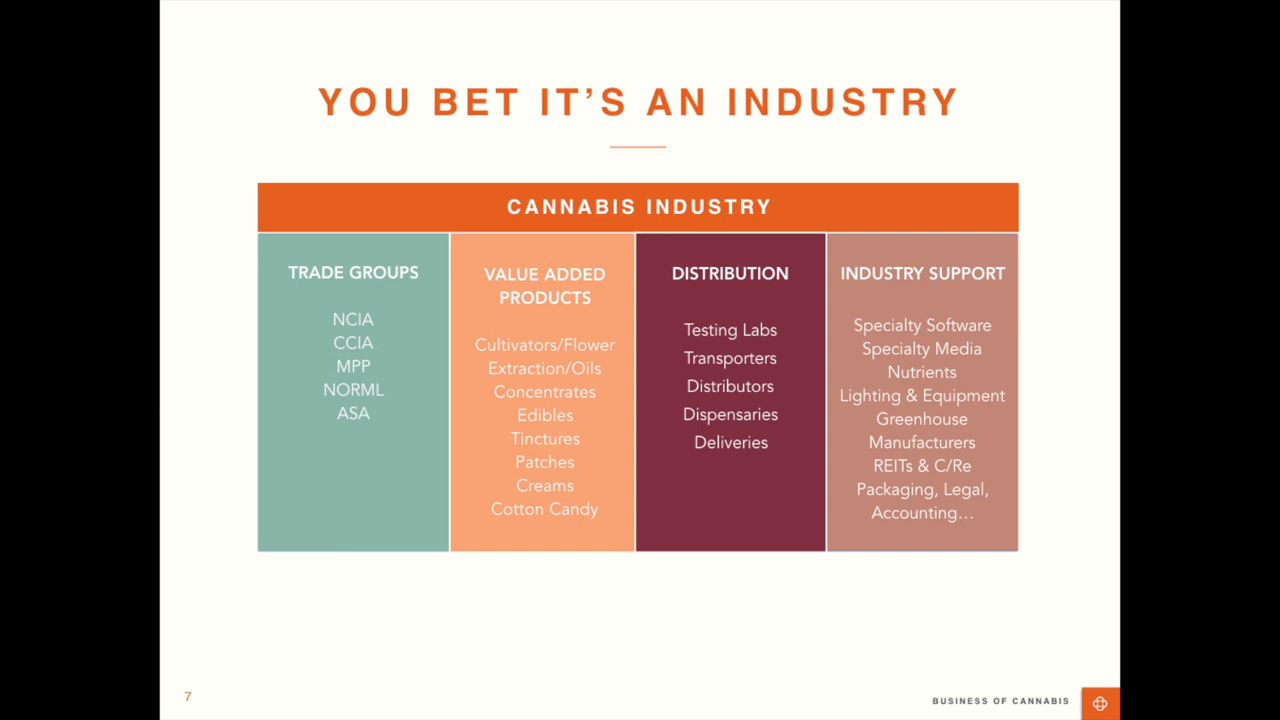 YOU BET IT’S AN INDUSTRY
CANNABIS INDUSTRY
TRADE GROUPS
NCIA
CCIA
MPP
NORML
ASA
VALUE ADDED
PRODUCTS
Cultivators/Flower
Extraction/Oils
Concentrates
Edibles
Tinctures
Patches
Creams
Cotton Candy
DISTRIBUTION
Testing Labs
Transporters
Distributors
Dispensaries
Deliveries
INDUSTRY SUPPORT
Specialty Software
Specialty Media
Nutrients
Lighting & Equipment
Greenhouse
Manufacturers
REITs & C/Re
Packaging, Legal,
Accounting…
7
BUSINESS OF CANNABIS